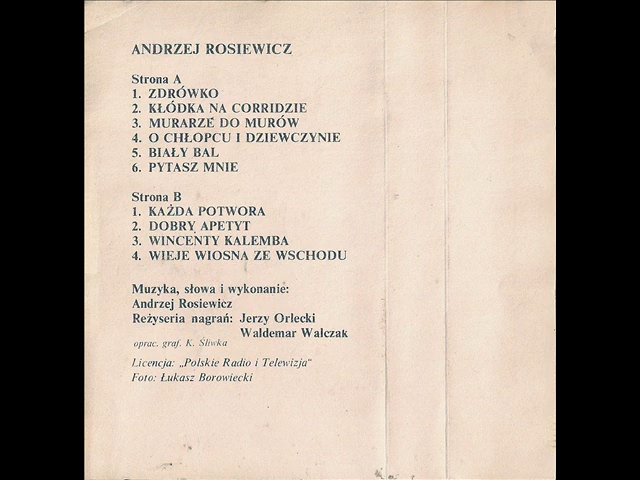 ANDRZEJ ROSIEWICZ
Strona A
1. ZDRÓWKO
2. KŁÓDKA NA CORRIDZIE
3. MURARZE DO MURÓW
4. O CHŁOPCU I DZIEWCZYNIE
5. BIAŁY BAL
6. PYTASZ MNIE
Strona B
1. KAŻDA POTWORA
2. DOBRY APETYT
3. WINCENTY KALEMBA
4. WIEJE WIOSNA ZE WSCHODU
Muzyka, słowa i wykonanie:
Andrzej Rosiewicz
Reżyseria nagrań: Jerzy Orlecki
Waldemar Walczak
oprac. graf. K. Śliwka
Licencja: „Polskie Radio i Telewizja"
Foto: Łukasz Borowiecki